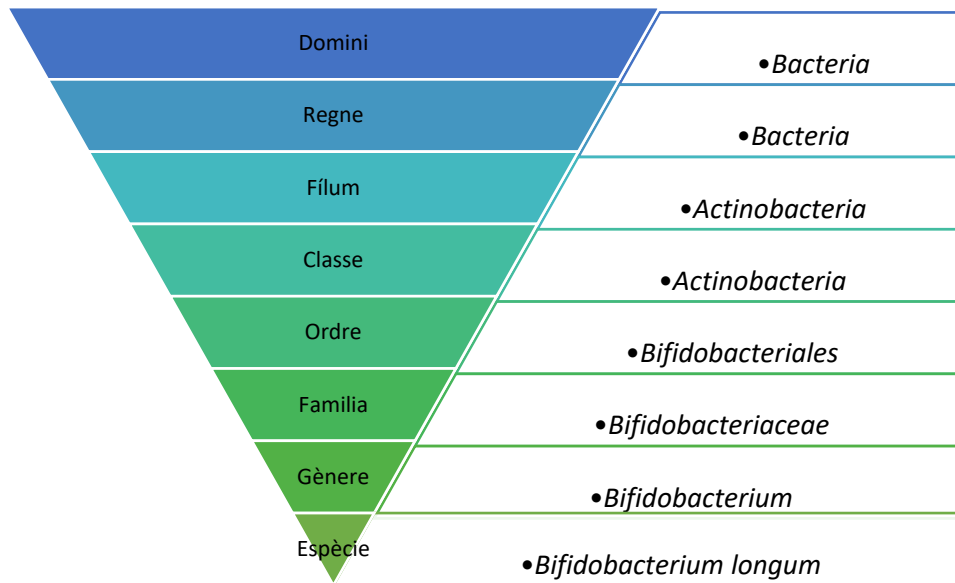 Domini
•Bacteria
Regne
•Bacteria
Fílum
•Actinobacteria
Classe
•Actinobacteria
Ordre
•Bifidobacteriales
Familia
•Bifidobacteriaceae
Gènere
•Bifidobacterium
Espècie
•Bifidobacterium longum